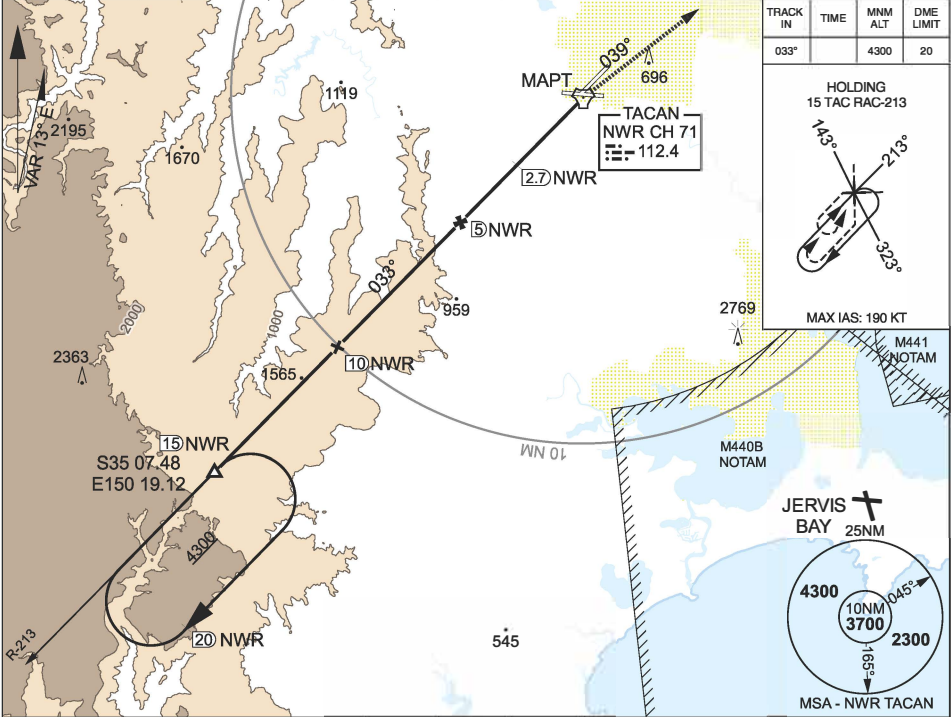 TRACK IN
TIME
MNM ALT
DME LIMIT
033°
4300
20
HOLDING
15 TAC RAC-213
143°
213°
323°
MAX IAS: 190 KT
039°
MAPT
696
TACAN
NWR CH 71
112.4
1119
VAR 13° E
2195
1670
2.7 NWR
5 NWR
033°
959
2000
1000
2769
2363
10 NWR
1565
M441
NOTAM
15 NWR
10 NM
M440B
NOTAM
S35 07.48
E150 19.12
4300
JERVIS
BAY
25NM
4300
045°
10NM
3700
2300
165°
R-213
20 NWR
545
MSA - NWR TACAN